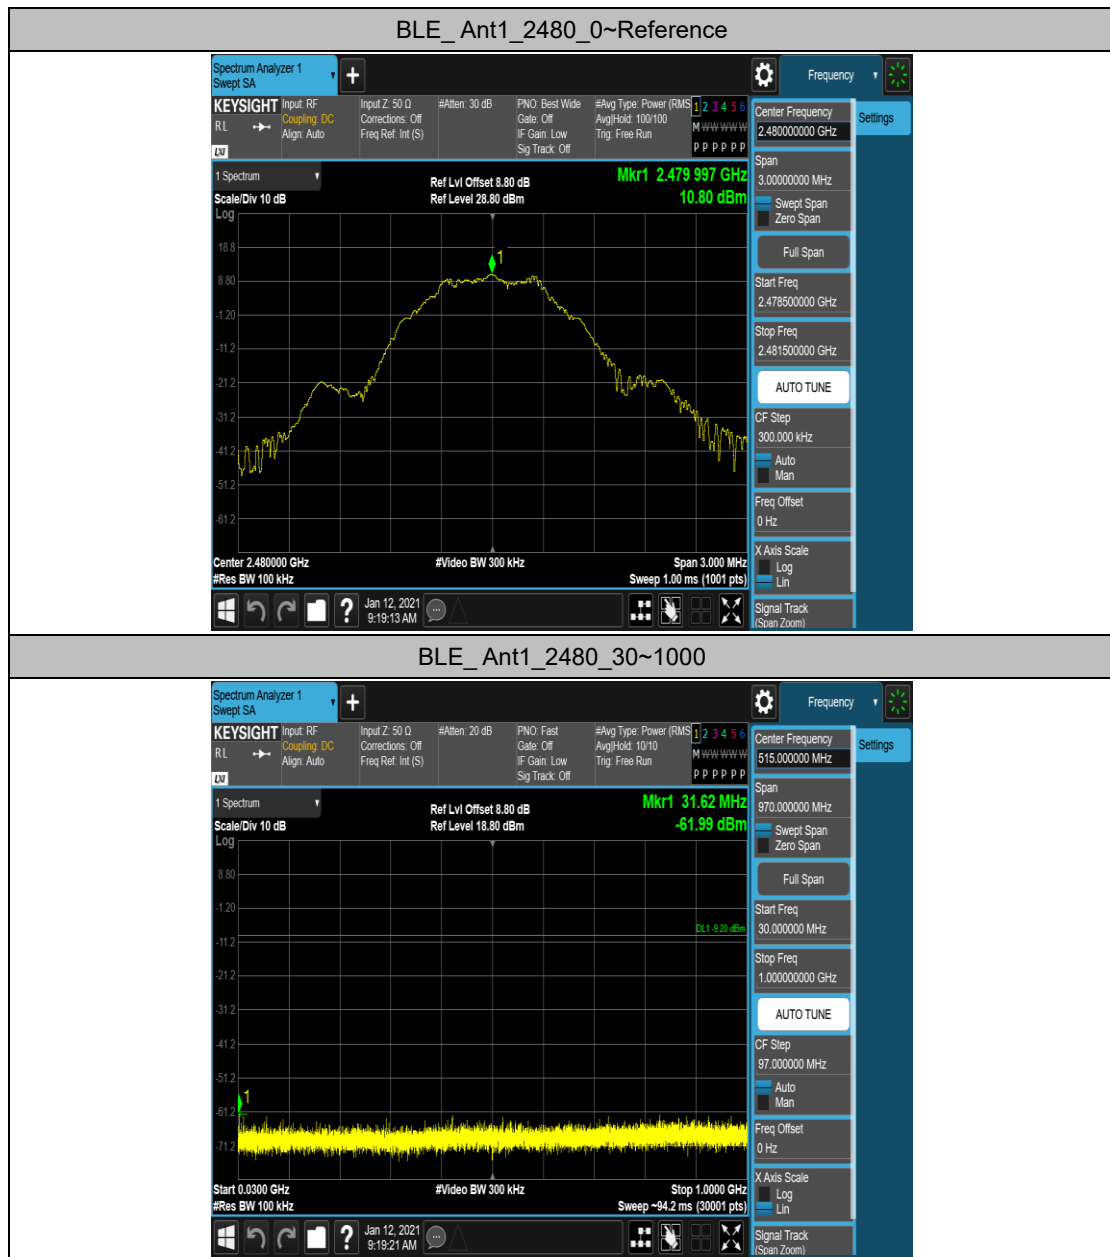 BLE_ Ant1_2480_0~Reference
Spectrum Analyzer 1
Swept SA
Frequency
KEYSIGHT
RL
LXI
Input: RF
Coupling: DC
Align: Auto
Input Z: 50 Ω
Corrections: Off
Freq Ref: Int (S)
#Atten: 30 dB
PNO: Best Wide
Gate: Off
IF Gain: Low
Sig Track: Off
#Avg Type: Power (RMS
Avg|Hold: 100/100
Trig: Free Run
1 2 3 4 5 6
M W W W W W
P P P P P P
Center Frequency
2.480000000 GHz
Settings
Span
3.00000000 MHz
Swept Span
Zero Span
Full Span
Start Freq
2.478500000 GHz
Stop Freq
2.481500000 GHz
AUTO TUNE
CF Step
300.000 kHz
Auto
Man
Freq Offset
0 Hz
X Axis Scale
Log
Lin
Signal Track
(Span Zoom)
1 Spectrum
Scale/Div 10 dB
Log
Ref Lvl Offset 8.80 dB
Ref Level 28.80 dBm
Mkr1 2.479 997 GHz
10.80 dBm
1
18.8
8.80
-1.20
-11.2
-21.2
-31.2
-41.2
-51.2
-61.2
Center 2.480000 GHz
#Res BW 100 kHz
#Video BW 300 kHz
Span 3.000 MHz
Sweep 1.00 ms (1001 pts)
?
Jan 12, 2021
9:19:13 AM
BLE_ Ant1_2480_30~1000
Spectrum Analyzer 1
Swept SA
Frequency
KEYSIGHT
RL
LXI
Input: RF
Coupling: DC
Align: Auto
Input Z: 50 Ω
Corrections: Off
Freq Ref: Int (S)
#Atten: 20 dB
PNO: Fast
Gate: Off
IF Gain: Low
Sig Track: Off
#Avg Type: Power (RMS
Avg|Hold: 10/10
Trig: Free Run
1 2 3 4 5 6
M W W W W W
P P P P P P
Center Frequency
515.000000 MHz
Settings
Span
970.000000 MHz
Swept Span
Zero Span
Full Span
Start Freq
30.000000 MHz
Stop Freq
1.000000000 GHz
AUTO TUNE
CF Step
97.000000 MHz
Auto
Man
Freq Offset
0 Hz
X Axis Scale
Log
Lin
Signal Track
(Span Zoom)
1 Spectrum
Scale/Div 10 dB
Log
Ref Lvl Offset 8.80 dB
Ref Level 18.80 dBm
Mkr1 31.62 MHz
-61.99 dBm
8.80
-1.20
DL1 -9.20 dBm
-11.2
-21.2
-31.2
-41.2
-51.2
1
-61.2
-71.2
Start 0.0300 GHz
#Res BW 100 kHz
#Video BW 300 kHz
Stop 1.0000 GHz
Sweep ~94.2 ms (30001 pts)
?
Jan 12, 2021
9:19:21 AM